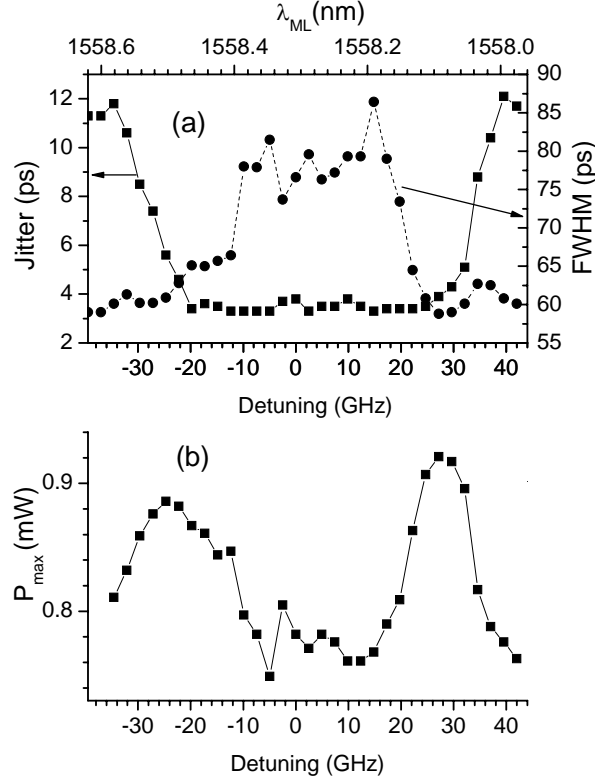 λML(nm)
1558.6 1558.4 1558.2 1558.0
(a)
Jitter (ps)
12
10
8
6
4
2
FWHM (ps)
90
85
80
75
70
65
60
55
-30 -20 -10 0 10 20 30 40
Detuning (GHz)
(b)
Pmax(mW)
0.9
0.8
-30 -20 -10 0 10 20 30 40
Detuning (GHz)